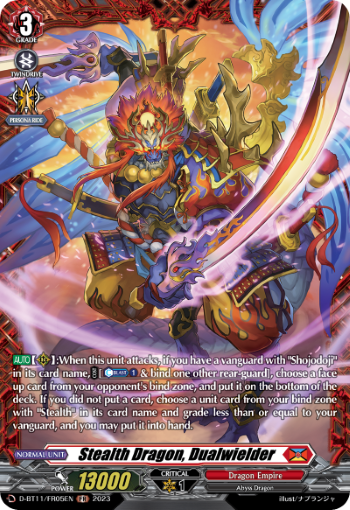 3
GRADE
TWINDRIVE
PERSONA RIDE
AUTO [ ]:When this unit attacks, if you have a vanguard with "Shojodoji"
in its card name, COST [BLAST 1 & bind one other rear-guard], choose a face
up card from your opponent's bind zone, and put it on the bottom of
the deck. If you did not put a card, choose a unit card from your bind zone
with "Stealth" in its card name and grade less than or equal to your
vanguard, and you may put it into hand.
NORMAL UNIT
Stealth Dragon, Dualwielder
POWER 13000
CRITICAL
1
Dragon Empire
Abyss Dragon
D-BT11/FR05EN FR 2023
illust/ナブランジャ